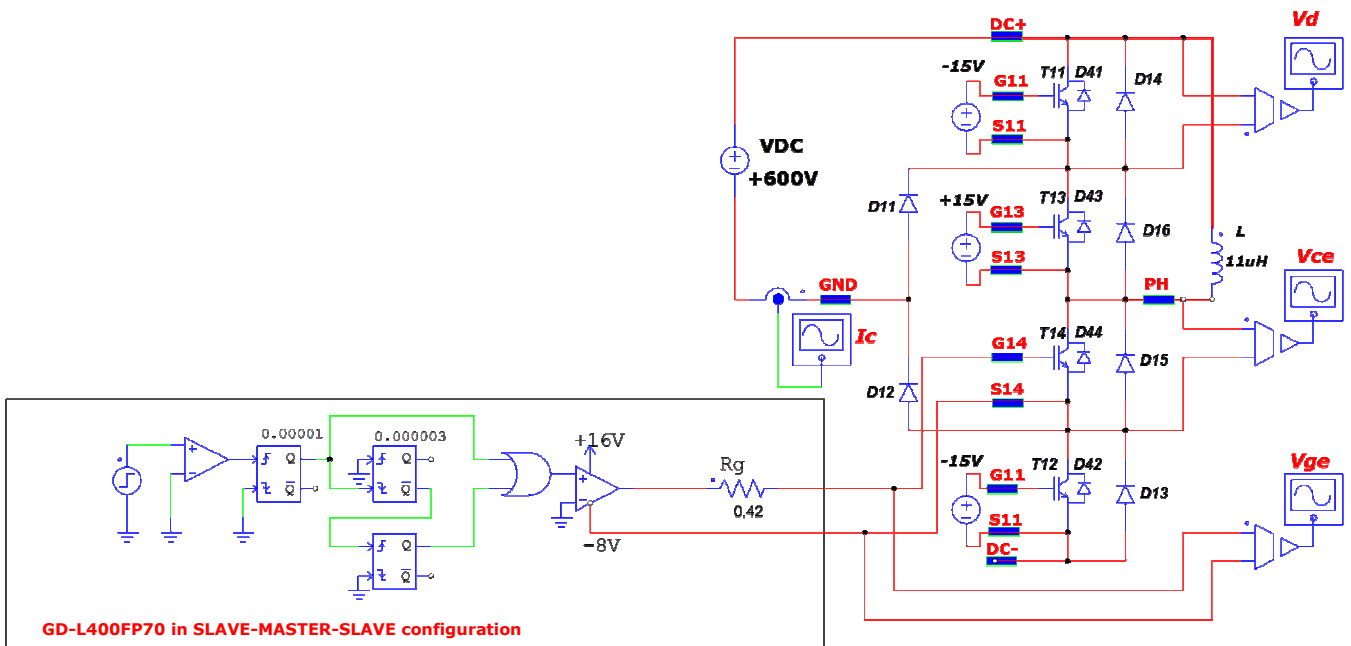 Vd
DC+
-15V
G11
T11
D41
D14
S11
VDC
+600V
D11
+15V
G13
T13
D43
D16
S13
L
11uH
Vce
GND
PH
Ic
G14
T14
D44
D15
D12
S14
0.00001
0.000003
+16V
Q
Q
Q
Q
Q
Q
Rg
0,42
-8V
-15V
G11
T12
D42
D13
S11
DC-
Vge
GD-L400FP70 in SLAVE-MASTER-SLAVE configuration